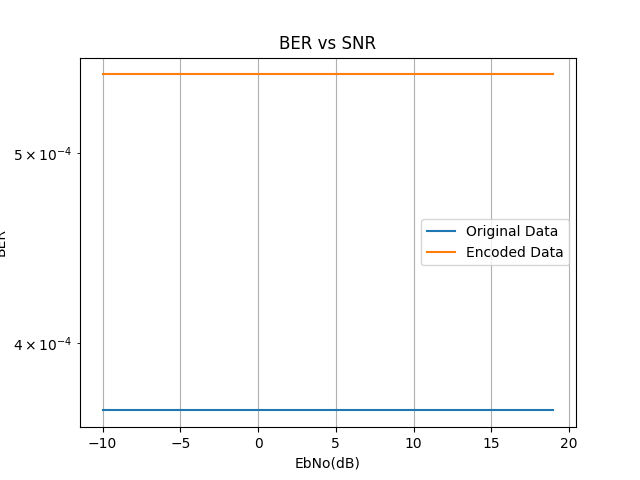 BER vs SNR
5 × 10⁻⁴
BER
Original Data
Encoded Data
4 × 10⁻⁴
−10 −5 0 5 10 15 20
EbNo(dB)